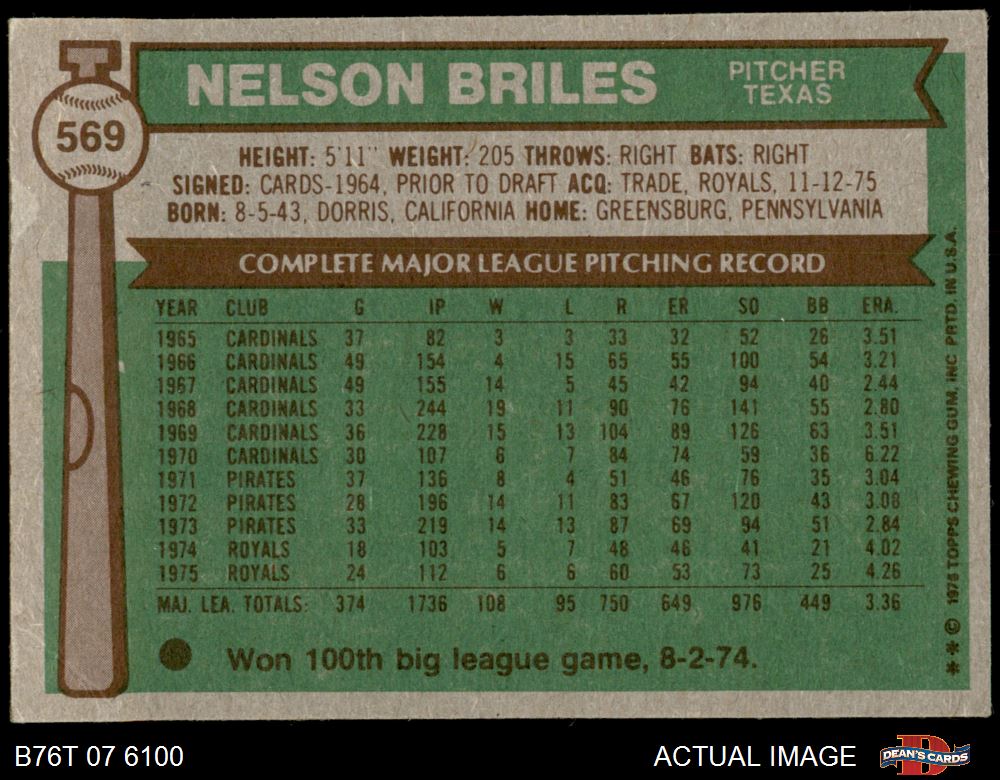 569
NELSON BRILES
PITCHER
TEXAS
HEIGHT: 5'11" WEIGHT: 205 THROWS: RIGHT BATS: RIGHT
SIGNED: CARDS-1964, PRIOR TO DRAFT ACQ: TRADE, ROYALS, 11-12-75
BORN: 8-5-43, DORRIS, CALIFORNIA HOME: GREENSBURG, PENNSYLVANIA
COMPLETE MAJOR LEAGUE PITCHING RECORD
YEAR CLUB G IP W L R ER SO BB ERA.
1965 CARDINALS 37 82 3 3 33 32 52 26 3.51
1966 CARDINALS 49 154 4 15 65 55 100 54 3.21
1967 CARDINALS 49 155 14 5 45 42 94 40 2.44
1968 CARDINALS 33 244 19 11 90 76 141 55 2.80
1969 CARDINALS 36 228 15 13 104 89 126 63 3.51
1970 CARDINALS 30 107 6 7 84 74 59 36 6.22
1971 PIRATES 37 136 8 4 51 46 76 35 3.04
1972 PIRATES 28 196 14 11 83 67 120 43 3.08
1973 PIRATES 33 219 14 13 87 69 94 51 2.84
1974 ROYALS 18 103 5 7 48 46 41 21 4.02
1975 ROYALS 24 112 6 6 60 53 73 25 4.26
MAJ. LEA. TOTALS: 374 1736 108 95 750 649 976 449 3.36
Won 100th big league game, 8-2-74.
** © 1976 TOPPS CHEWING GUM, INC PRTD. IN U.S.A.
B76T 07 6100
ACTUAL IMAGE
DEAN'S CARDS